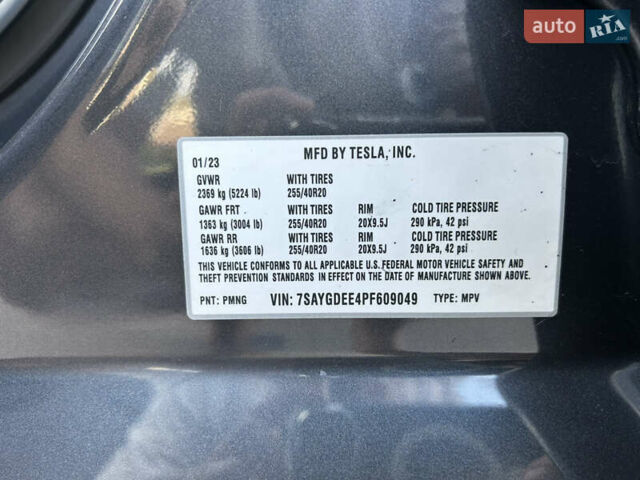 auto RIA.com
MFD BY TESLA, INC.
01/23
GVWR WITH TIRES
2369 kg (5224 lb) 255/40R20
GAWR FRT WITH TIRES RIM COLD TIRE PRESSURE
1363 kg (3004 lb) 255/40R20 20X9.5J 290 kPa, 42 psi
GAWR RR WITH TIRES RIM COLD TIRE PRESSURE
1636 kg (3606 lb) 255/40R20 20X9.5J 290 kPa, 42 psi
THIS VEHICLE CONFORMS TO ALL APPLICABLE U.S. FEDERAL MOTOR VEHICLE SAFETY AND
THEFT PREVENTION STANDARDS IN EFFECT ON THE DATE OF MANUFACTURE SHOWN ABOVE.
PNT: PMNG VIN: 7SAYGDEE4PF609049 TYPE: MPV